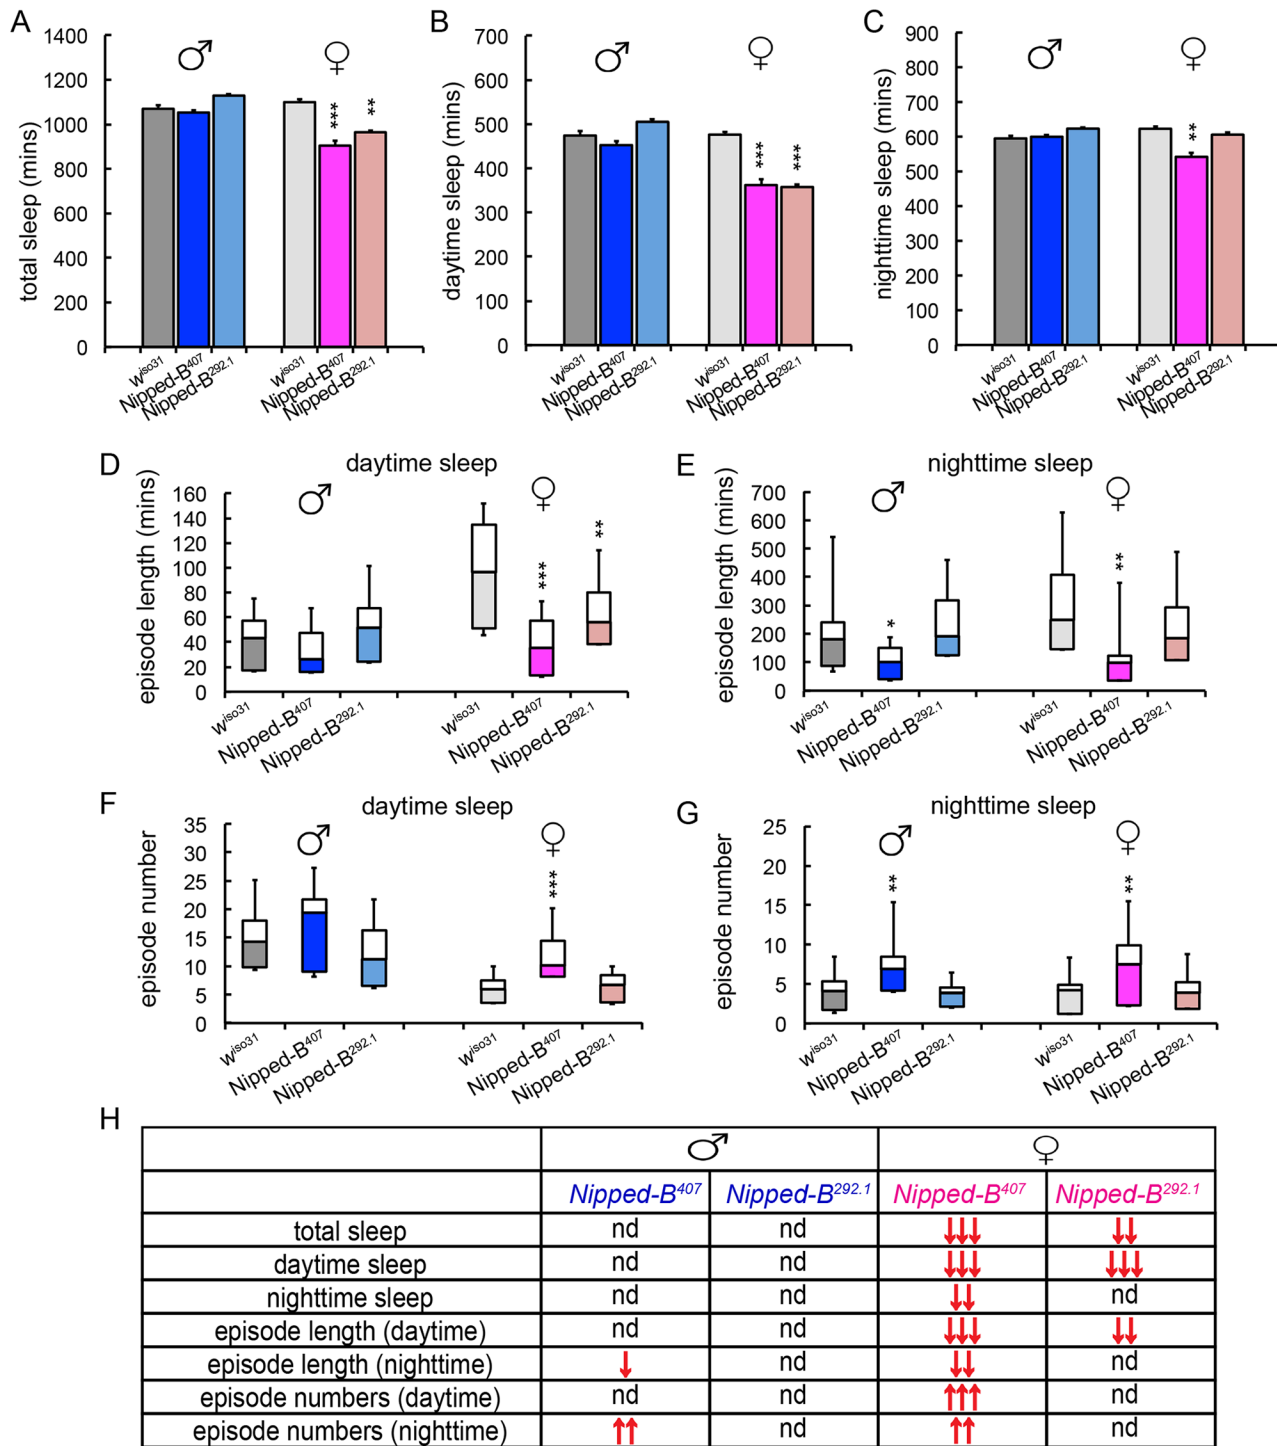 A
total sleep (mins)
1400
1200
1000
800
600
400
200
0
♂
♀
***
**
w^iso31
Nipped-B^407
Nipped-B^292.1
w^iso31
Nipped-B^407
Nipped-B^292.1
B
daytime sleep (mins)
700
600
500
400
300
200
100
0
♂
♀
***
***
w^iso31
Nipped-B^407
Nipped-B^292.1
w^iso31
Nipped-B^407
Nipped-B^292.1
C
nighttime sleep (mins)
900
800
700
600
500
400
300
200
100
0
♂
♀
**
w^iso31
Nipped-B^407
Nipped-B^292.1
w^iso31
Nipped-B^407
Nipped-B^292.1
D
daytime sleep
episode length (mins)
160
140
120
100
80
60
40
20
0
♂
♀
***
**
w^iso31
Nipped-B^407
Nipped-B^292.1
w^iso31
Nipped-B^407
Nipped-B^292.1
E
nighttime sleep
episode length (mins)
700
600
500
400
300
200
100
0
♂
♀
*
**
w^iso31
Nipped-B^407
Nipped-B^292.1
w^iso31
Nipped-B^407
Nipped-B^292.1
F
daytime sleep
episode number
35
30
25
20
15
10
5
0
♂
♀
***
w^iso31
Nipped-B^407
Nipped-B^292.1
w^iso31
Nipped-B^407
Nipped-B^292.1
G
nighttime sleep
episode number
25
20
15
10
5
0
♂
♀
**
**
w^iso31
Nipped-B^407
Nipped-B^292.1
w^iso31
Nipped-B^407
Nipped-B^292.1
H
♂ ♀
Nipped-B^407 Nipped-B^292.1 Nipped-B^407 Nipped-B^292.1
total sleep nd nd ↓↓↓ ↓↓
daytime sleep nd nd ↓↓↓ ↓↓↓
nighttime sleep nd nd ↓↓ nd
episode length (daytime) nd nd ↓↓↓ ↓↓
episode length (nighttime) ↓ nd ↓↓ nd
episode numbers (daytime) nd nd ↑↑↑ nd
episode numbers (nighttime) ↑↑ nd ↑↑ nd